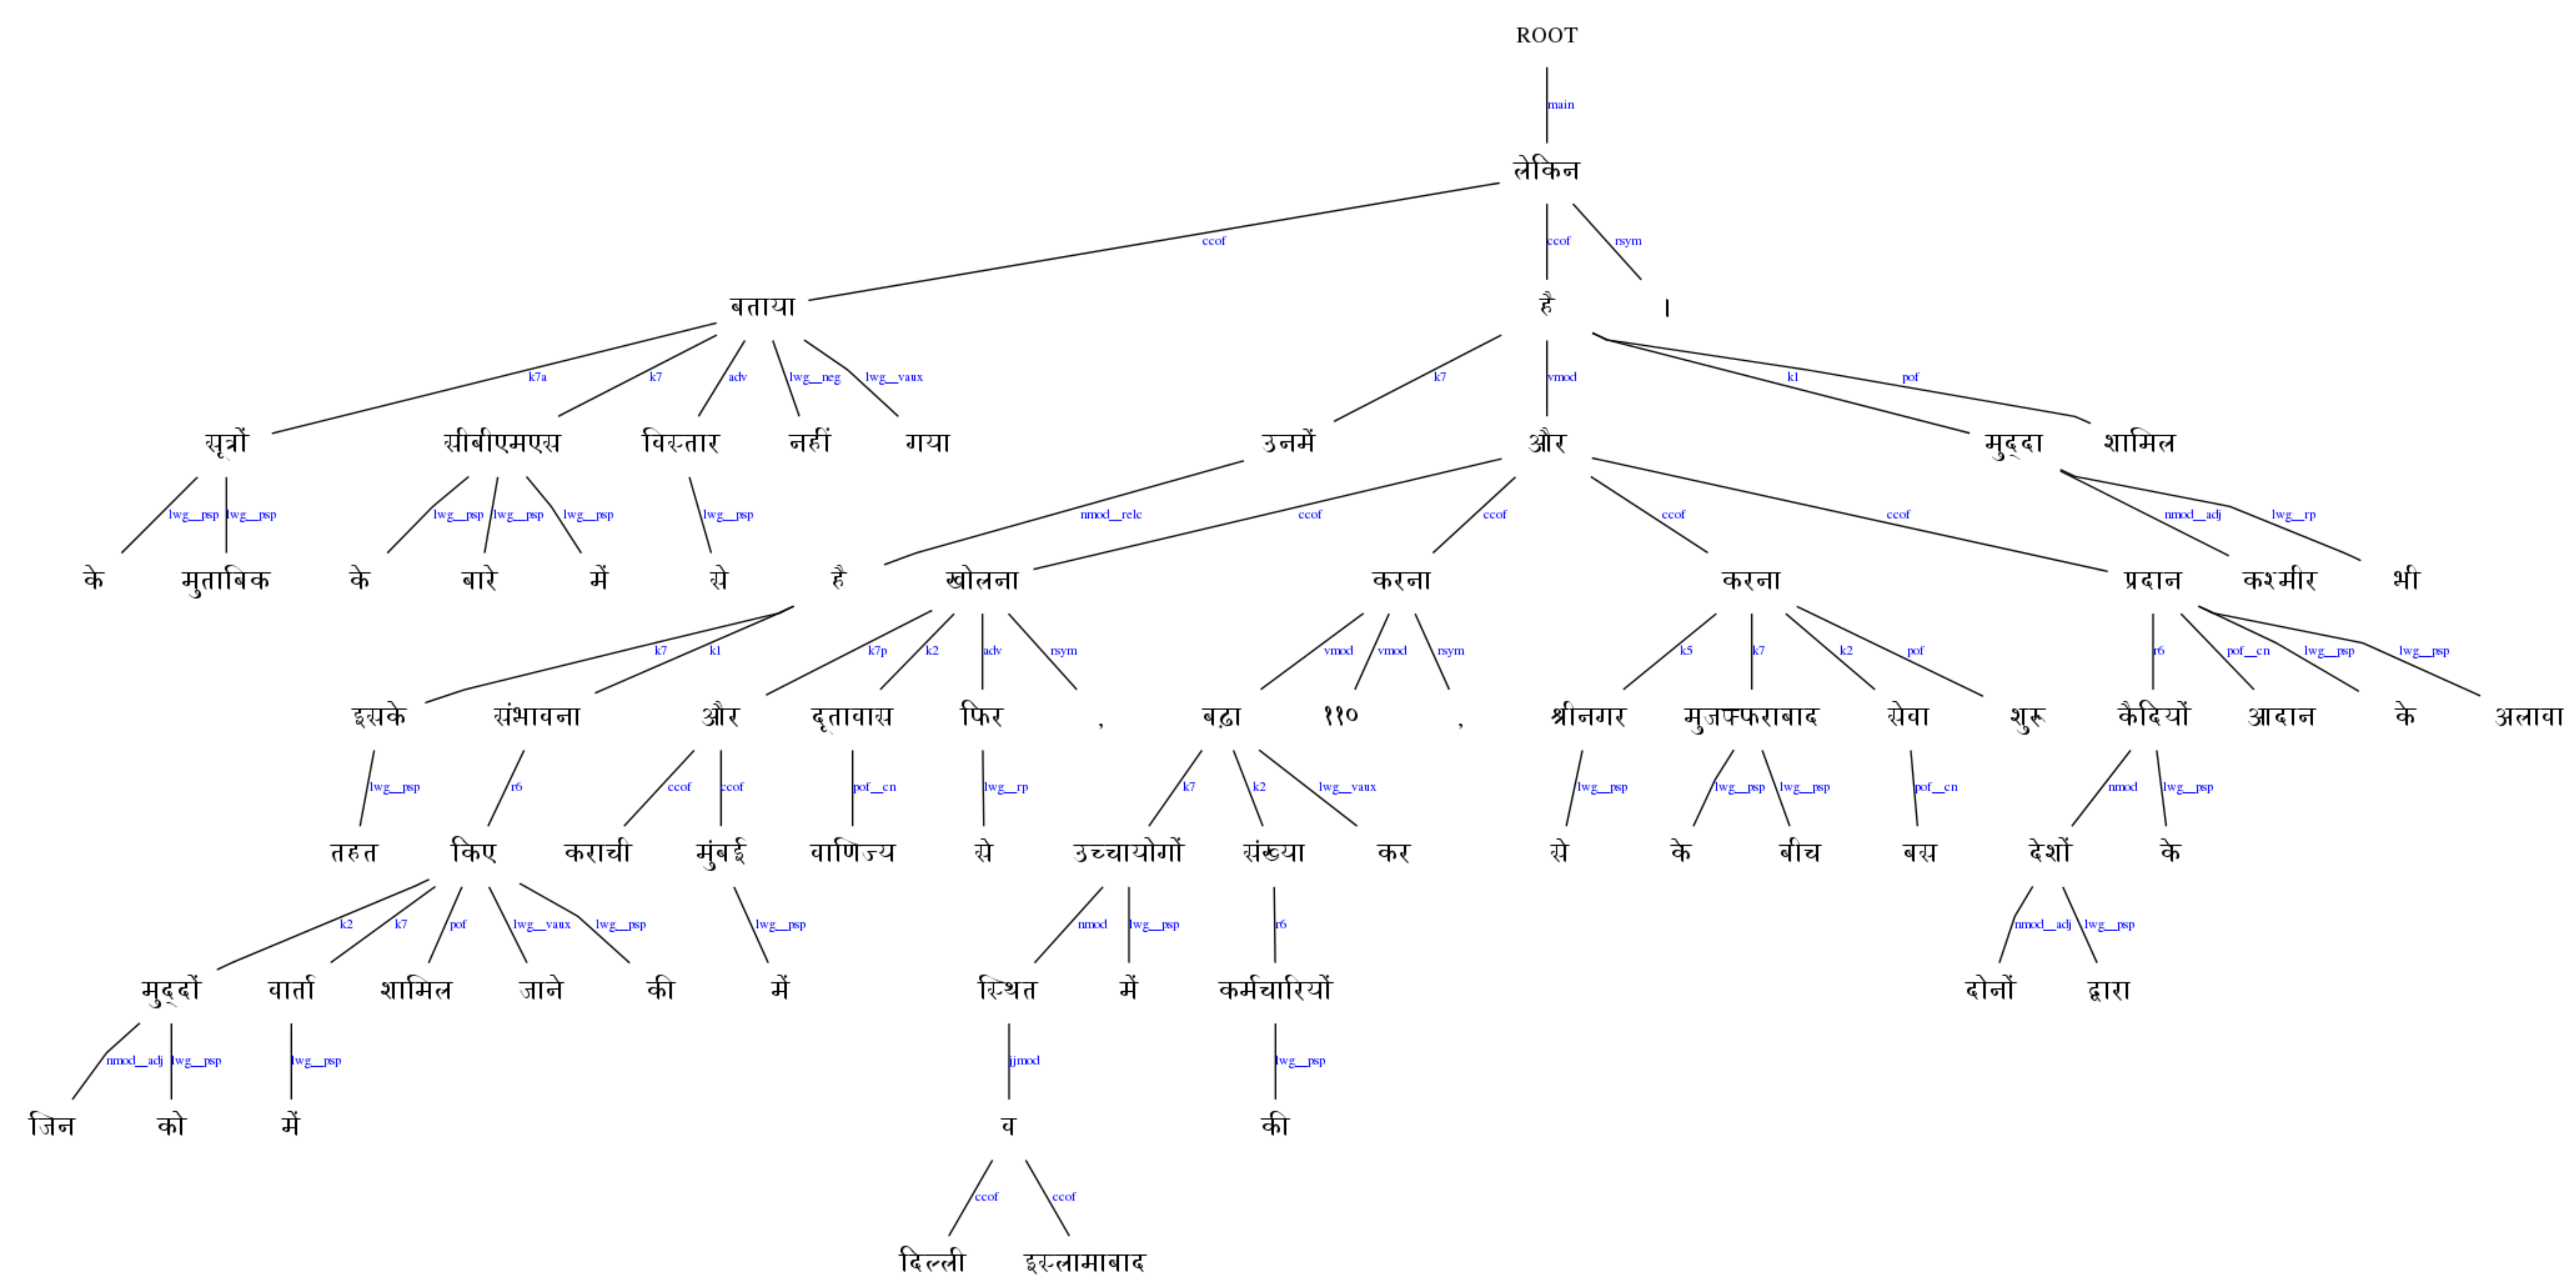 ROOT
main
लेकिन
ccof ccof rsym
बताया है ।
k7a k7 adv lwg__neg lwg__vaux k7 vmod k1 pof
सूत्रों सीबीएमएस विस्तार नहीं गया उनमें और मुद्दा शामिल
lwg__psp lwg__psp lwg__psp lwg__psp lwg__psp lwg__psp nmod__relc ccof ccof ccof ccof nmod__adj lwg__rp
के मुताबिक के बारे में से है खोलना करना करना प्रदान कश्मीर भी
k7 k1 k7p k2 adv rsym vmod vmod rsym k5 k7 k2 pof r6 pof__cn lwg__psp lwg__psp
इसके संभावना और दूतावास फिर , बढ़ा ११० , श्रीनगर मुजफ्फराबाद सेवा शुरू कैदियों आदान के अलावा
lwg__psp r6 ccof ccof pof__cn lwg__rp k7 k2 lwg__vaux lwg__psp lwg__psp lwg__psp pof__cn nmod lwg__psp
तहत किए कराची मुंबई वाणिज्य से उच्चायोगों संख्या कर से के बीच बस देशों के
k2 k7 pof lwg__vaux lwg__psp lwg__psp nmod lwg__psp r6 nmod__adj lwg__psp
मुद्दों वार्ता शामिल जाने की में स्थित में कर्मचारियों दोनों द्वारा
nmod__adj lwg__psp lwg__psp jjmod lwg__psp
जिन को में व की
ccof ccof
दिल्ली इस्लामाबाद